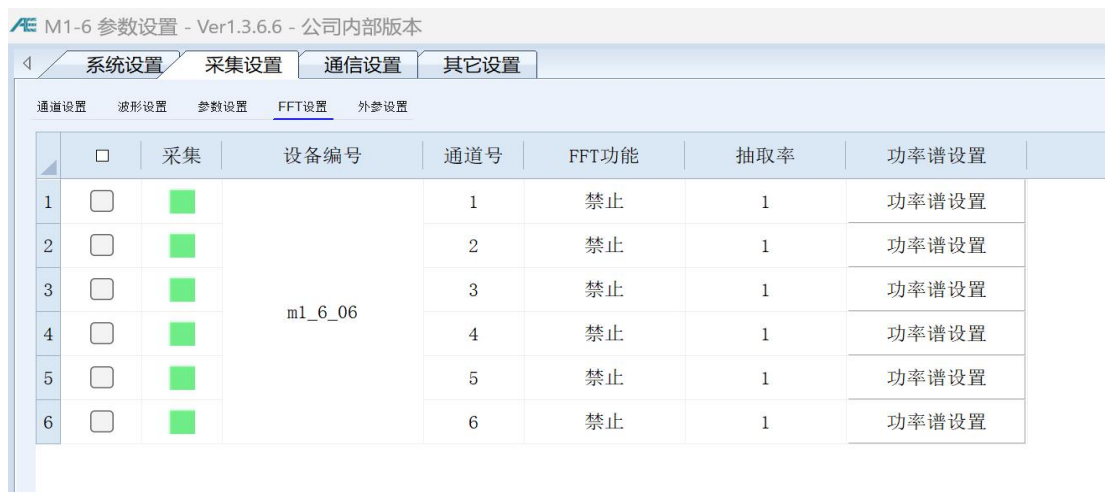 AE M1-6 参数设置 - Ver1.3.6.6 - 公司内部版本
系统设置 采集设置 通信设置 其它设置
通道设置 波形设置 参数设置 FFT设置 外参设置
采集 设备编号 通道号 FFT功能 抽取率 功率谱设置
1 1 禁止 1 功率谱设置
2 2 禁止 1 功率谱设置
3 3 禁止 1 功率谱设置
m1_6_06
4 4 禁止 1 功率谱设置
5 5 禁止 1 功率谱设置
6 6 禁止 1 功率谱设置